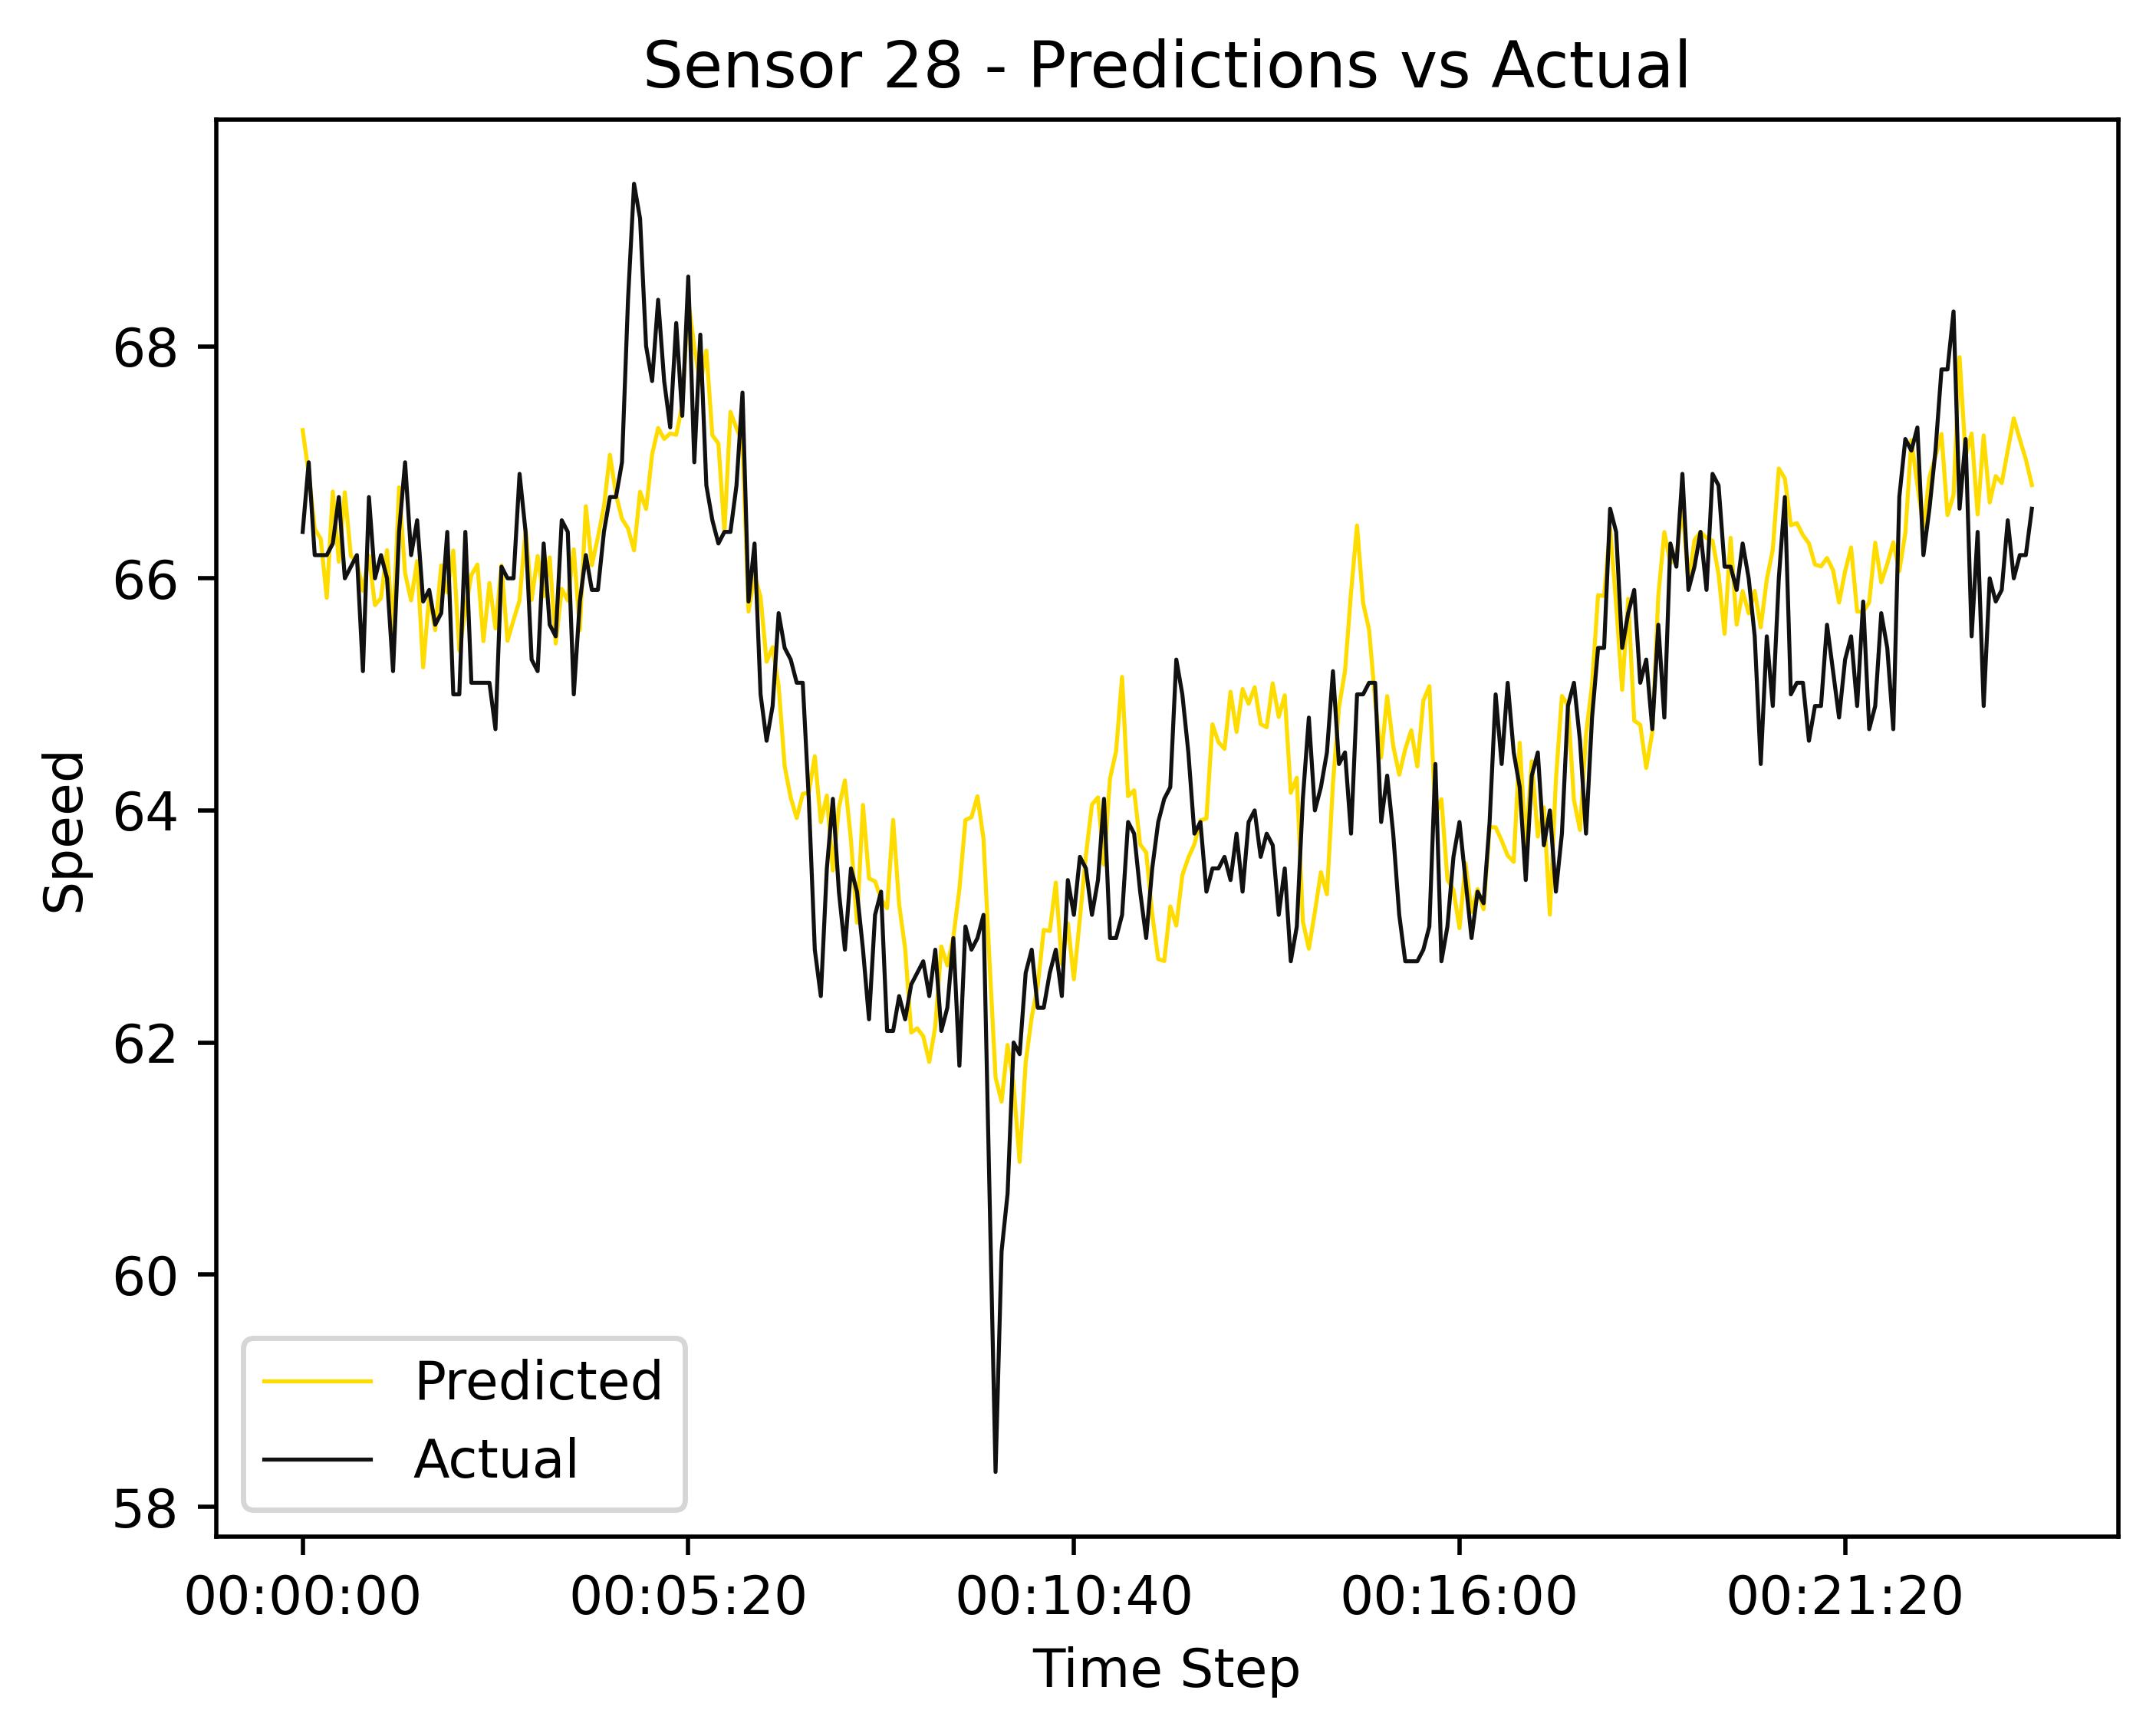 Sensor 28 - Predictions vs Actual
Speed
68
66
64
62
60
58
Predicted
Actual
00:00:00 00:05:20 00:10:40 00:16:00 00:21:20
Time Step